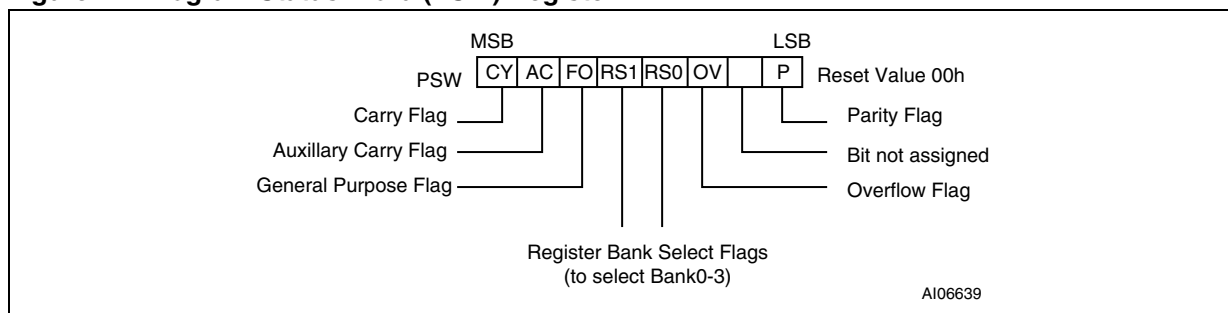 MSB LSB
PSW CY AC FO RS1 RS0 OV P Reset Value 00h
Carry Flag Parity Flag
Auxillary Carry Flag Bit not assigned
General Purpose Flag Overflow Flag
Register Bank Select Flags
(to select Bank0-3)
AI06639